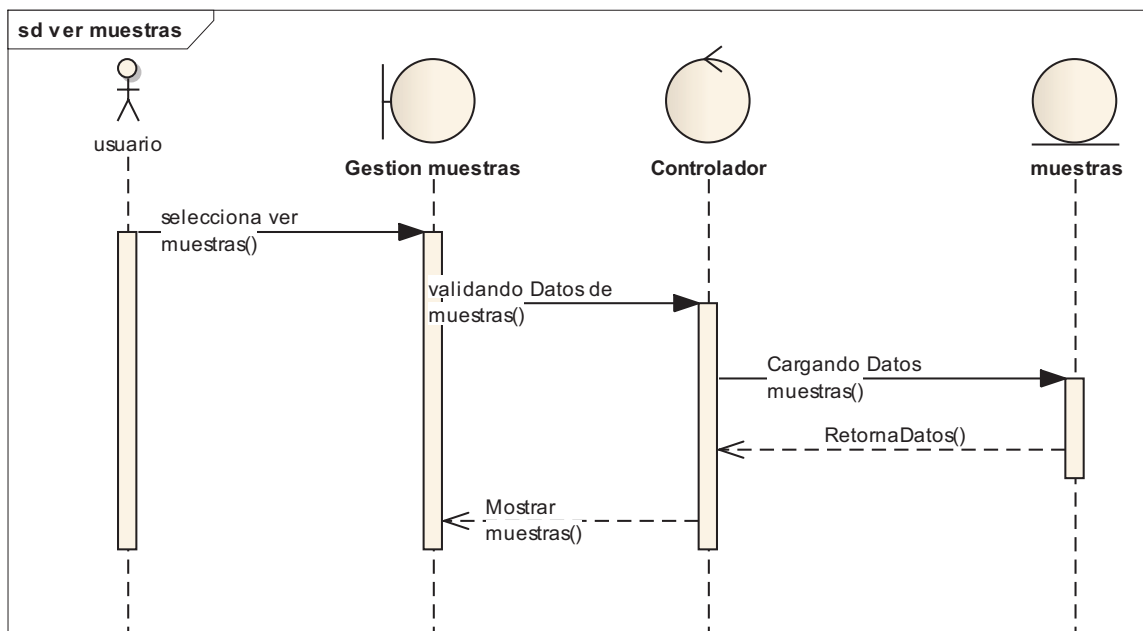 sd ver muestras
usuario
Gestion muestras
Controlador
muestras
selecciona ver
muestras()
validando Datos de
muestras()
Cargando Datos
muestras()
RetornaDatos()
Mostrar
muestras()